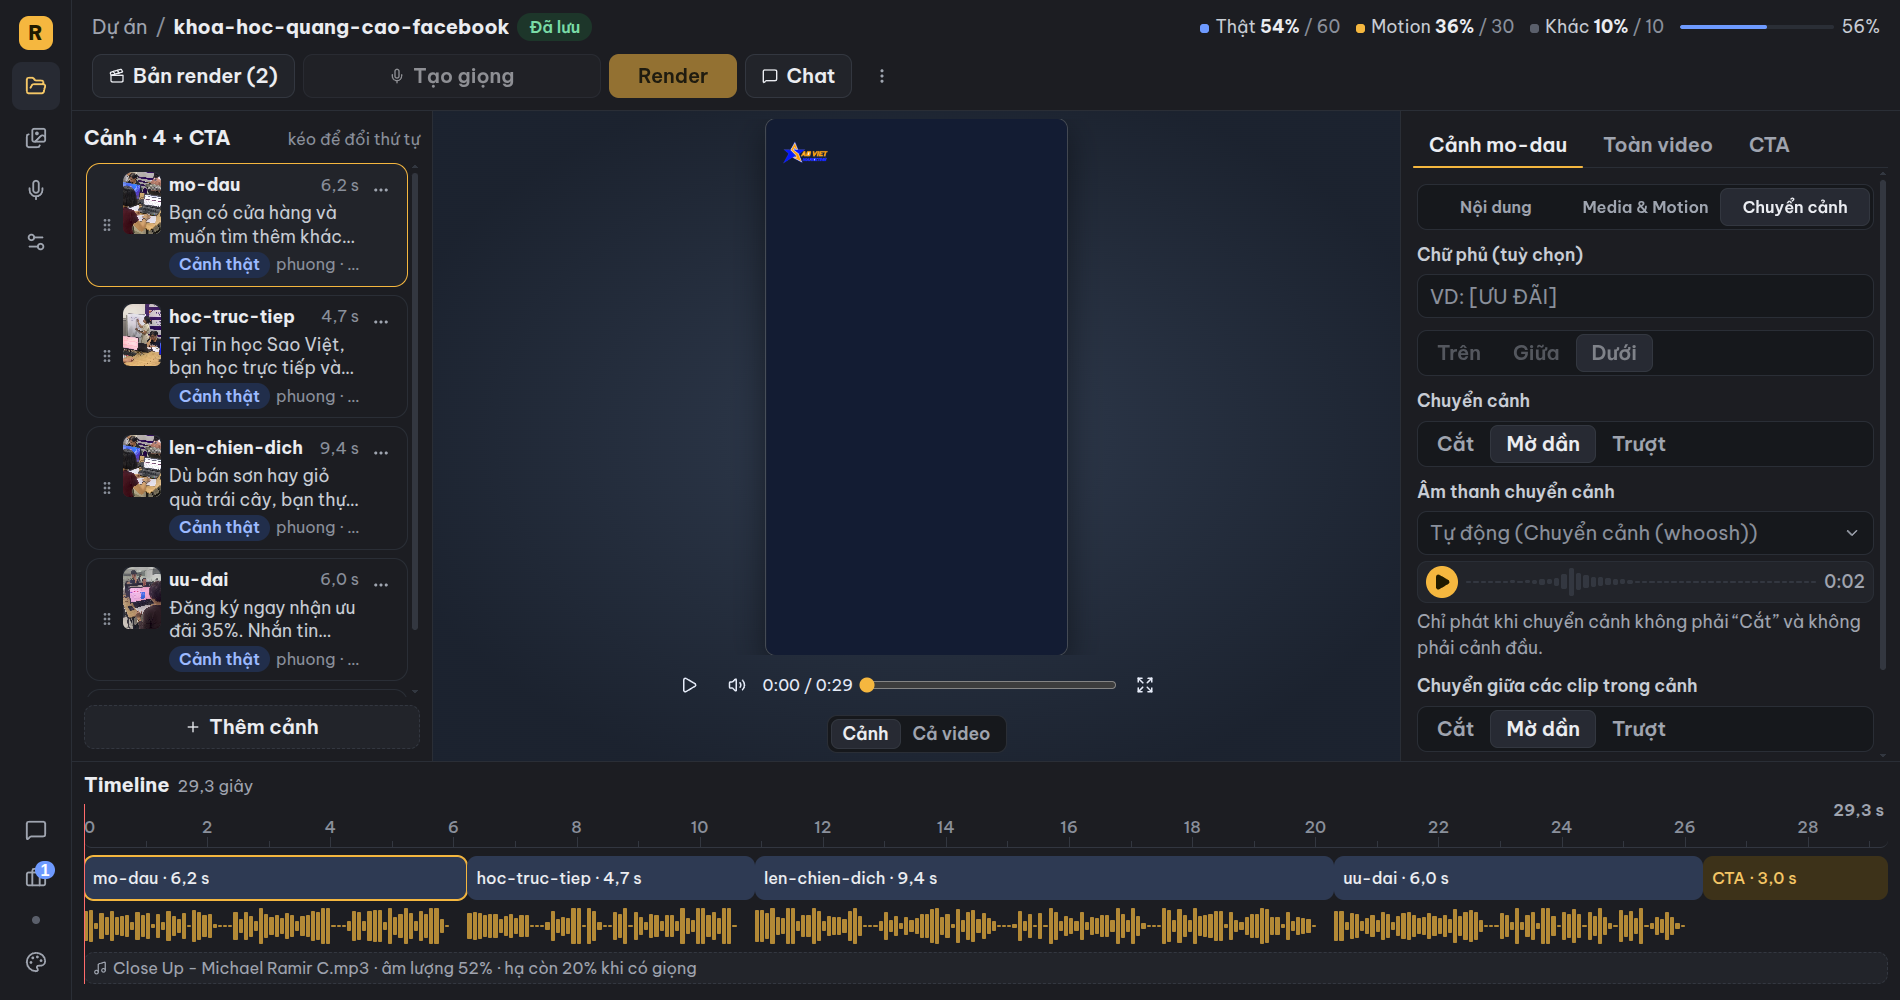 R
Dự án / khoa-hoc-quang-cao-facebook Đã lưu
Thật 54% / 60 Motion 36% / 30 Khác 10% / 10 56%
Bản render (2) Tạo giọng Render Chat
Cảnh · 4 + CTA kéo để đổi thứ tự
mo-dau 6,2 s ...
Bạn có cửa hàng và
muốn tìm thêm khác...
Cảnh thật phuong · ...
hoc-truc-tiep 4,7 s ...
Tại Tin học Sao Việt,
bạn học trực tiếp và...
Cảnh thật phuong · ...
len-chien-dich 9,4 s ...
Dù bán sơn hay giỏ
quà trái cây, bạn thự...
Cảnh thật phuong · ...
uu-dai 6,0 s ...
Đăng ký ngay nhận ưu
đãi 35%. Nhắn tin...
Cảnh thật phuong · ...
+ Thêm cảnh
0:00 / 0:29
Cảnh Cả video
Cảnh mo-dau Toàn video CTA
Nội dung Media & Motion Chuyển cảnh
Chữ phủ (tuỳ chọn)
VD: [ƯU ĐÃI]
Trên Giữa Dưới
Chuyển cảnh
Cắt Mờ dần Trượt
Âm thanh chuyển cảnh
Tự động (Chuyển cảnh (whoosh))
0:02
Chỉ phát khi chuyển cảnh không phải “Cắt” và không
phải cảnh đầu.
Chuyển giữa các clip trong cảnh
Cắt Mờ dần Trượt
1
Timeline 29,3 giây
29,3 s
0 2 4 6 8 10 12 14 16 18 20 22 24 26 28
mo-dau · 6,2 s hoc-truc-tiep · 4,7 s len-chien-dich · 9,4 s uu-dai · 6,0 s CTA · 3,0 s
Close Up - Michael Ramir C.mp3 · âm lượng 52% · hạ còn 20% khi có giọng